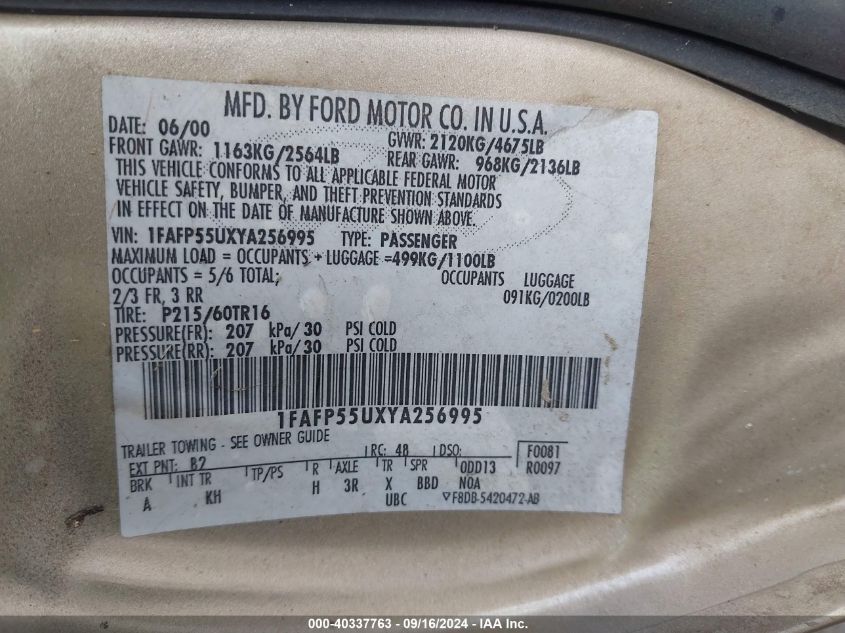 MFD. BY FORD MOTOR CO. IN U.S.A.
DATE: 06/00 GVWR: 2120KG/4675LB
FRONT GAWR: 1163KG/2564LB REAR GAWR: 968KG/2136LB
THIS VEHICLE CONFORMS TO ALL APPLICABLE FEDERAL MOTOR
VEHICLE SAFETY, BUMPER, AND THEFT PREVENTION STANDARDS
IN EFFECT ON THE DATE OF MANUFACTURE SHOWN ABOVE.
VIN: 1FAFP55UXYA256995 TYPE: PASSENGER
MAXIMUM LOAD = OCCUPANTS + LUGGAGE =499KG/1100LB
OCCUPANTS = 5/6 TOTAL; OCCUPANTS LUGGAGE
2/3 FR, 3 RR 091KG/0200LB
TIRE: P215/60TR16
PRESSURE(FR): 207 kPa/30 PSI COLD
PRESSURE(RR): 207 kPa/30 PSI COLD
1FAFP55UXYA256995
TRAILER TOWING - SEE OWNER GUIDE
EXT PNT: B2 RC: 48 DSO: F0081
BRK INT TR TP/PS R AXLE TR SPR ODD13 R0097
A KH H 3R X BBD NOA
UBC ▽F8DB-5420472-AB
000-40337763 - 09/16/2024 - IAA Inc.